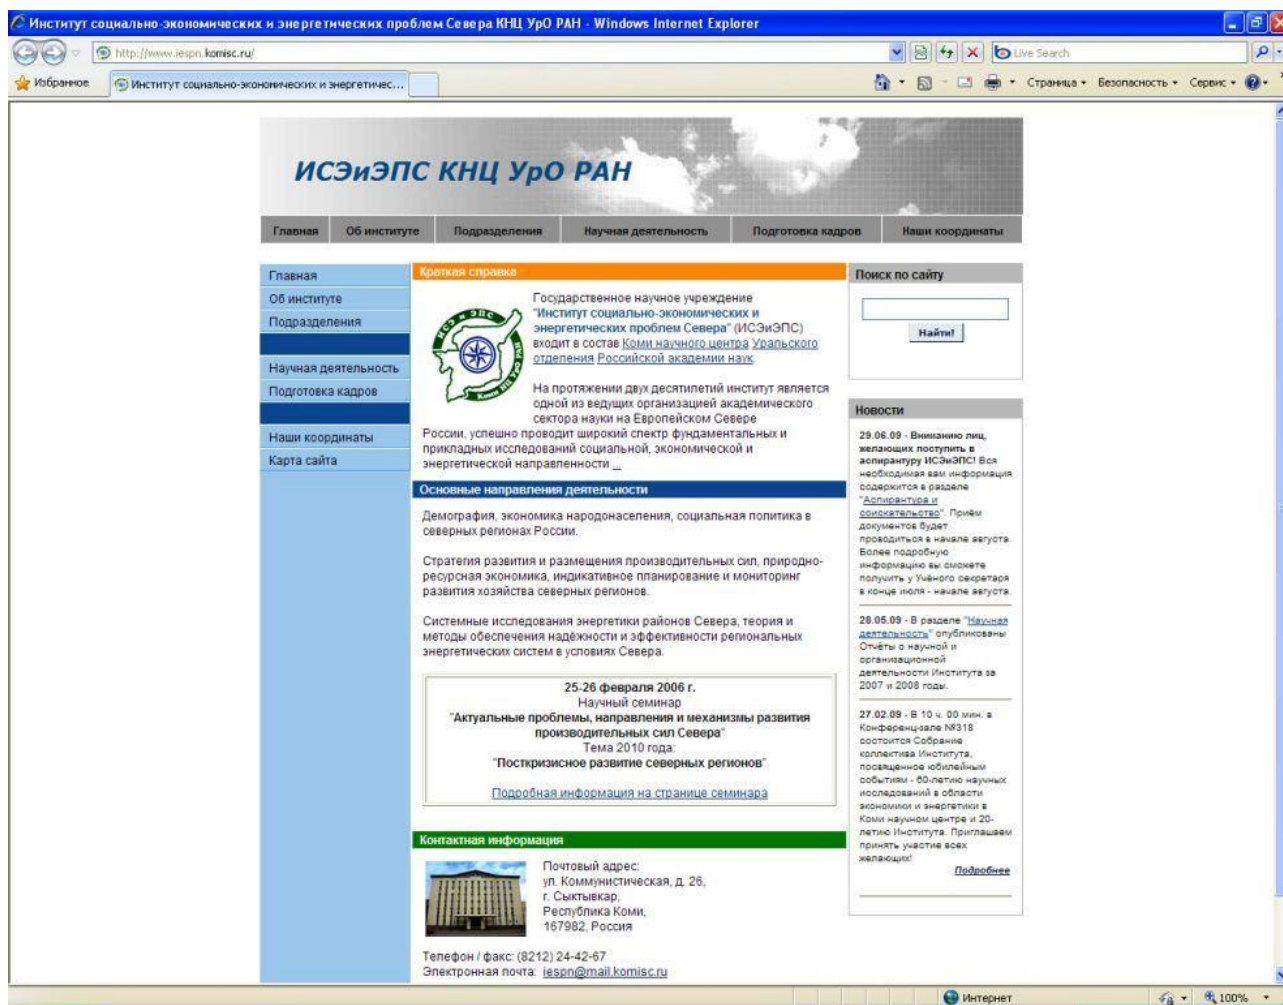 Институт социально-экономических и энергетических проблем Севера КНЦ УрО РАН - Windows Internet Explorer
http://www.iespn.komisc.ru/
Live Search
Избранное
Институт социально-экономических и энергетичес...
Страница
Безопасность
Сервис
ИСЭиЭПС КНЦ УрО РАН
Главная
Об институте
Подразделения
Научная деятельность
Подготовка кадров
Наши координаты
Главная
Об институте
Подразделения
Научная деятельность
Подготовка кадров
Наши координаты
Карта сайта
Краткая справка
ИСЭ и ЭПС
Коми НЦ УрО РАН
Государственное научное учреждение
"Институт социально-экономических и
энергетических проблем Севера" (ИСЭиЭПС)
входит в состав Коми научного центра Уральского
отделения Российской академии наук.
На протяжении двух десятилетий институт является
одной из ведущих организацией академического
сектора науки на Европейском Севере
России, успешно проводит широкий спектр фундаментальных и
прикладных исследований социальной, экономической и
энергетической направленности ...
Основные направления деятельности
Демография, экономика народонаселения, социальная политика в
северных регионах России.
Стратегия развития и размещения производительных сил, природно-
ресурсная экономика, индикативное планирование и мониторинг
развития хозяйства северных регионов.
Системные исследования энергетики районов Севера, теория и
методы обеспечения надёжности и эффективности региональных
энергетических систем в условиях Севера.
25-26 февраля 2006 г.
Научный семинар
"Актуальные проблемы, направления и механизмы развития
производительных сил Севера"
Тема 2010 года:
"Посткризисное развитие северных регионов"
Подробная информация на странице семинара
Контактная информация
Почтовый адрес:
ул. Коммунистическая, д. 26,
г. Сыктывкар,
Республика Коми,
167982, Россия
Телефон / факс: (8212) 24-42-67
Электронная почта: iespn@mail.komisc.ru
Поиск по сайту
Найти!
Новости
29.06.09 - Вниманию лиц,
желающих поступить в
аспирантуру ИСЭиЭПС! Вся
необходимая вам информация
содержится в разделе
"Аспирантура и
соискательство". Приём
документов будет
проводиться в начале августа.
Более подробную
информацию вы сможете
получить у Учёного секретаря
в конце июля - начале августа.
28.05.09 - В разделе "Научная
деятельность" опубликованы
Отчёты о научной и
организационной
деятельности Института за
2007 и 2008 годы.
27.02.09 - В 10 ч. 00 мин. в
Конференц-зале №318
состоится Собрание
коллектива Института,
посвященное юбилейным
событиям - 60-летию научных
исследований в области
экономики и энергетики в
Коми научном центре и 20-
летию Института. Приглашаем
принять участие всех
желающих!
Подробнее
Интернет
100%